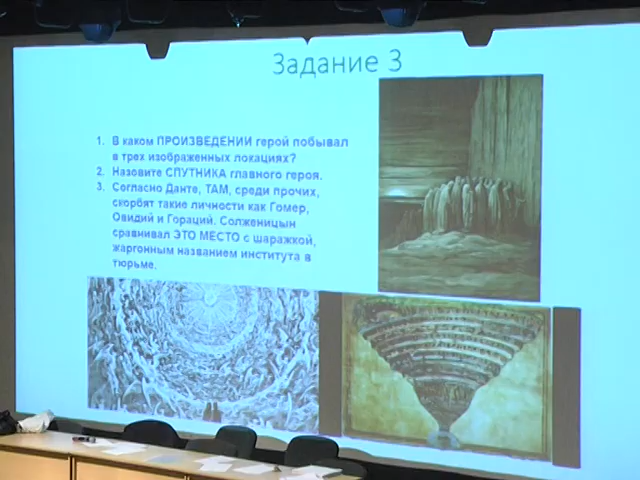 Задание 3
1. В каком ПРОИЗВЕДЕНИИ герой побывал
в трех изображенных локациях?
2. Назовите СПУТНИКА главного героя.
3. Согласно Данте, ТАМ, среди прочих,
скорбят такие личности как Гомер,
Овидий и Гораций. Солженицын
сравнивал ЭТО МЕСТО с шаражкой,
жаргонным названием института в
тюрьме.